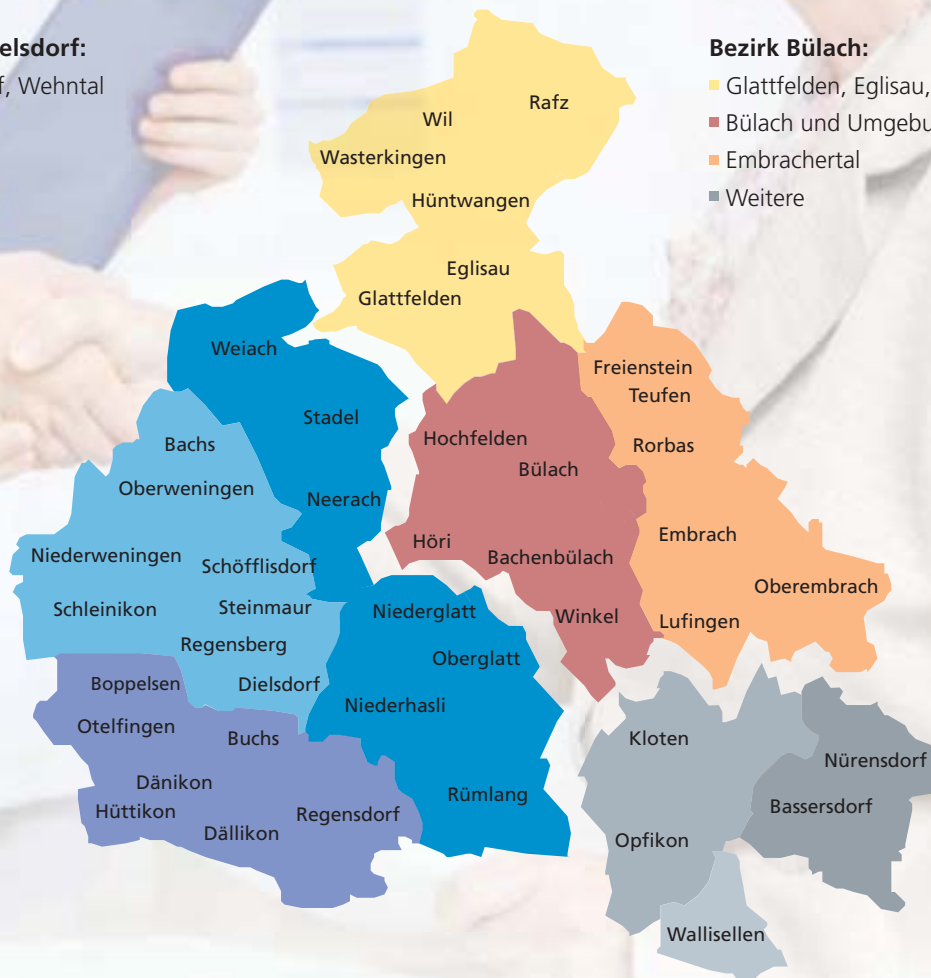 elsdorf:
f, Wehntal
Bezirk Bülach:
Glattfelden, Eglisau,
Bülach und Umgebu
Embrachertal
Weitere
Rafz
Wil
Wasterkingen
Hüntwangen
Eglisau
Glattfelden
Weiach
Freienstein
Teufen
Stadel
Hochfelden
Rorbas
Bachs
Bülach
Oberweningen
Neerach
Embrach
Höri
Niederweningen
Bachenbülach
Schöfflisdorf
Oberembrach
Schleinikon
Steinmaur
Niederglatt
Winkel
Lufingen
Regensberg
Oberglatt
Boppelsen
Dielsdorf
Niederhasli
Otelfingen
Buchs
Kloten
Nürensdorf
Dänikon
Rümlang
Bassersdorf
Hüttikon
Regensdorf
Dällikon
Opfikon
Wallisellen